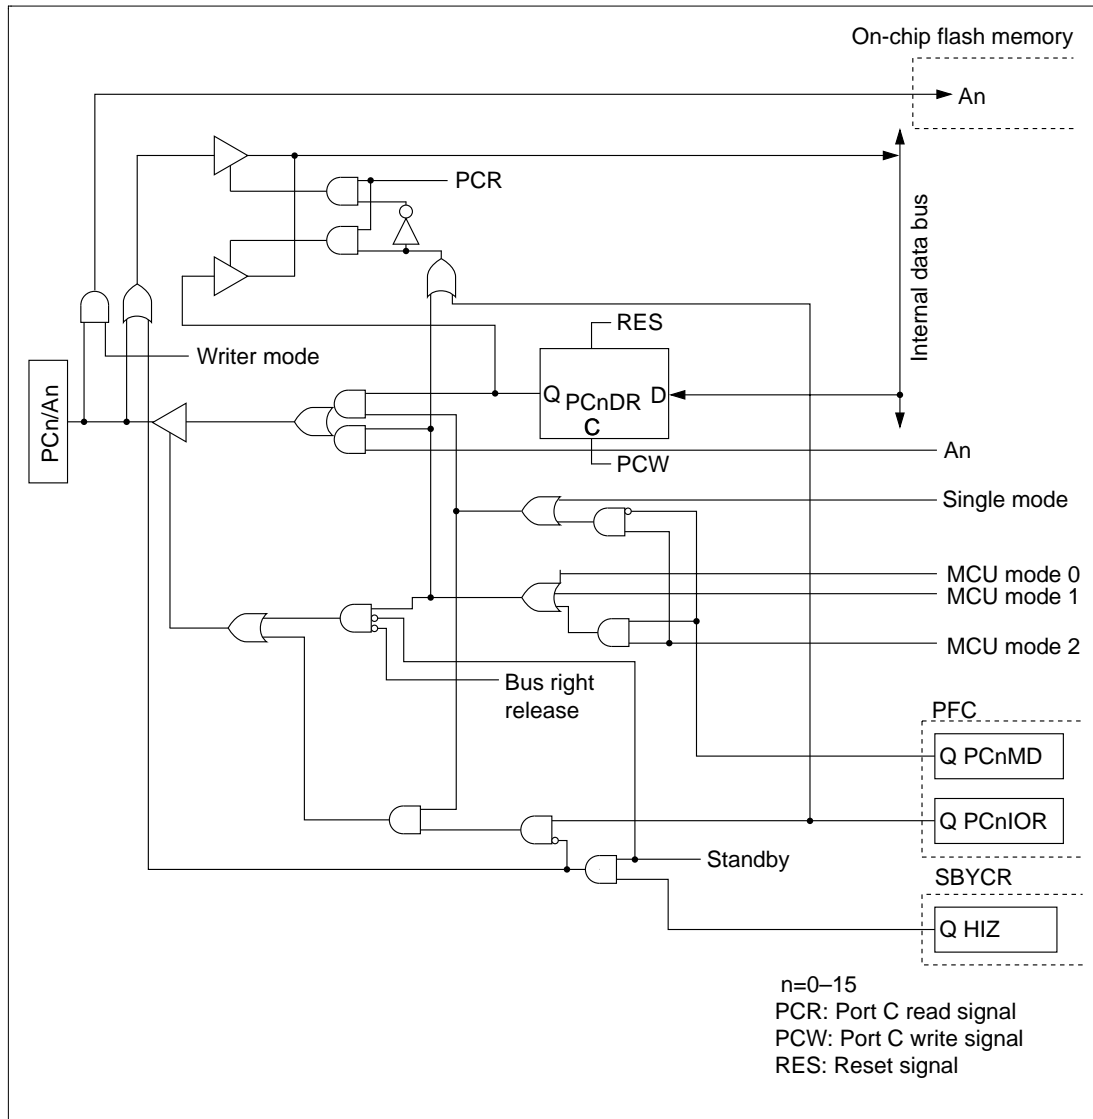 On-chip flash memory
An
PCR
Internal data bus
RES
Writer mode
PCn/An
Q PCnDR D
C
PCW
An
Single mode
MCU mode 0
MCU mode 1
MCU mode 2
Bus right
release
PFC
Q PCnMD
Q PCnIOR
Standby
SBYCR
Q HIZ
n=0–15
PCR: Port C read signal
PCW: Port C write signal
RES: Reset signal